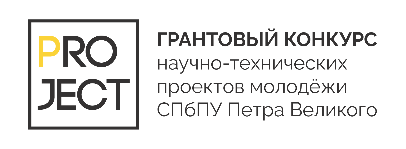 PRO
JECT
ГРАНТОВЫЙ КОНКУРС
научно-технических
проектов молодёжи
СПбПУ Петра Великого